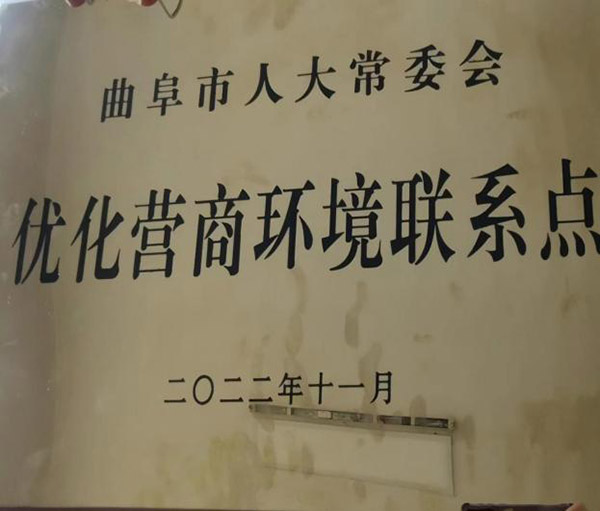 曲阜市人大常委会
优化营商环境联系点
二〇二二年十一月